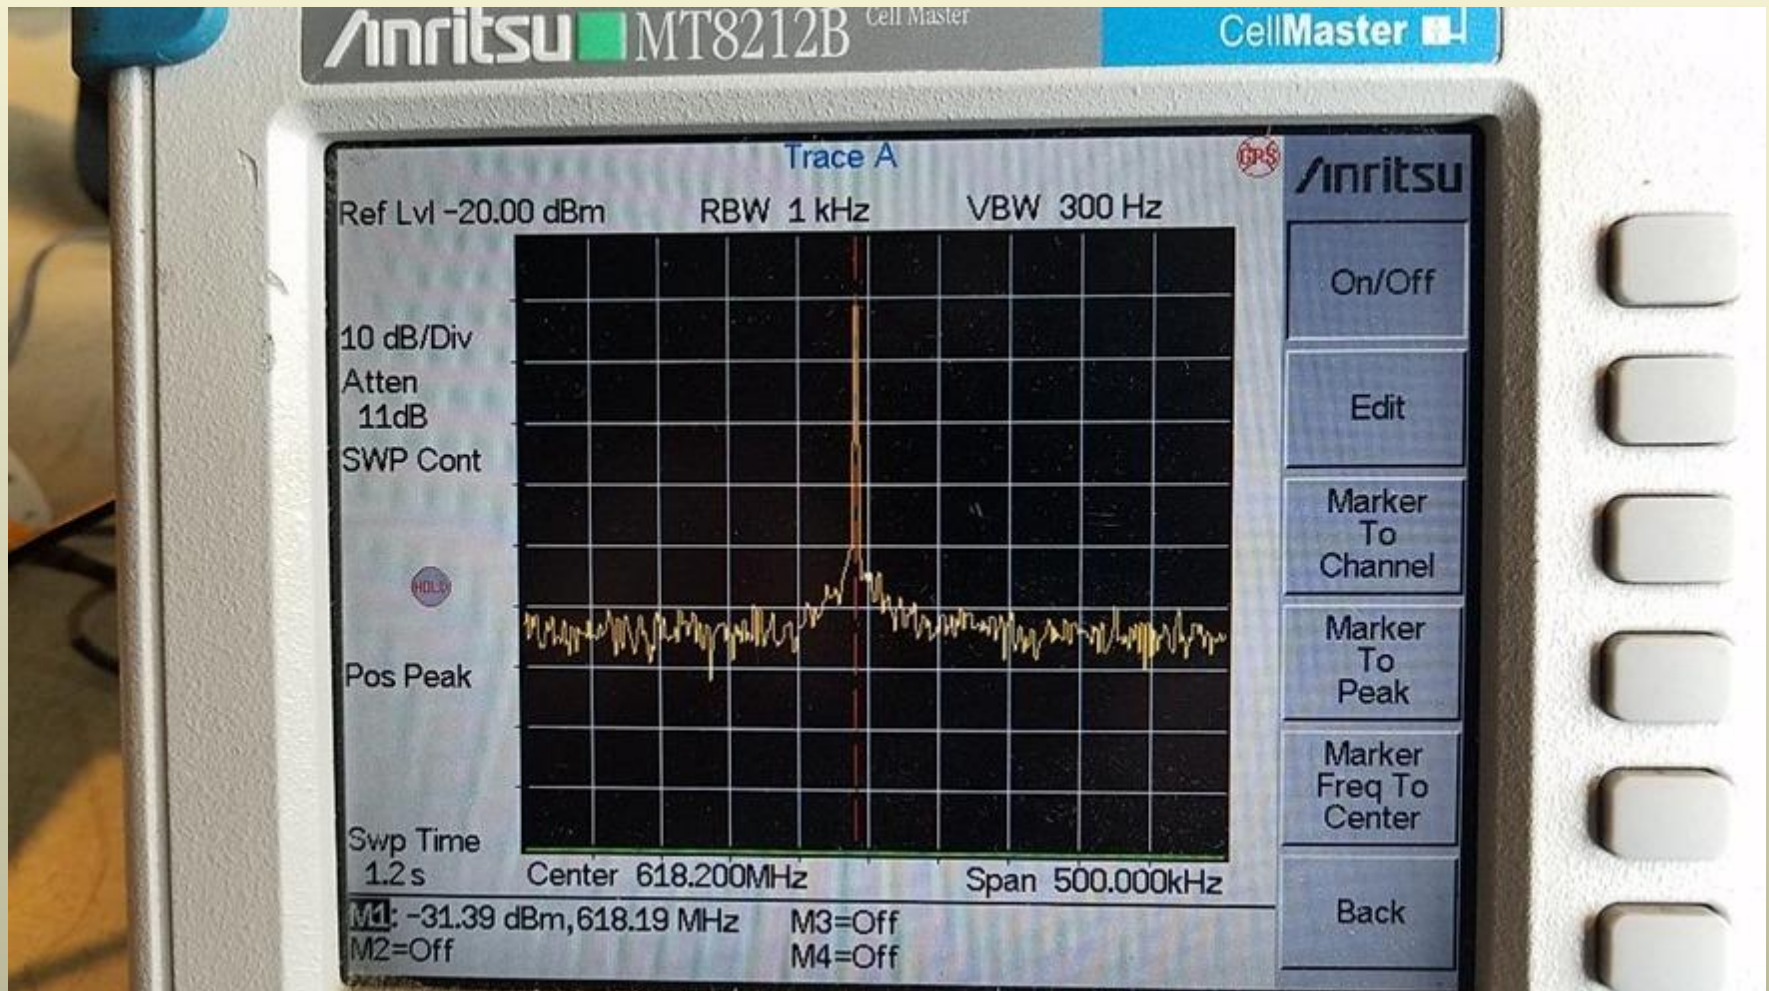 Anritsu MT8212B Cell Master
CellMaster
Trace A
GPS
Anritsu
Ref Lvl -20.00 dBm RBW 1 kHz VBW 300 Hz
On/Off
10 dB/Div
Atten
11dB
Edit
SWP Cont
Marker
To
Channel
HOLD
Marker
To
Peak
Pos Peak
Marker
Freq To
Center
Swp Time
1.2 s
Center 618.200MHz Span 500.000kHz
Back
M1: -31.39 dBm, 618.19 MHz M3=Off
M2=Off M4=Off